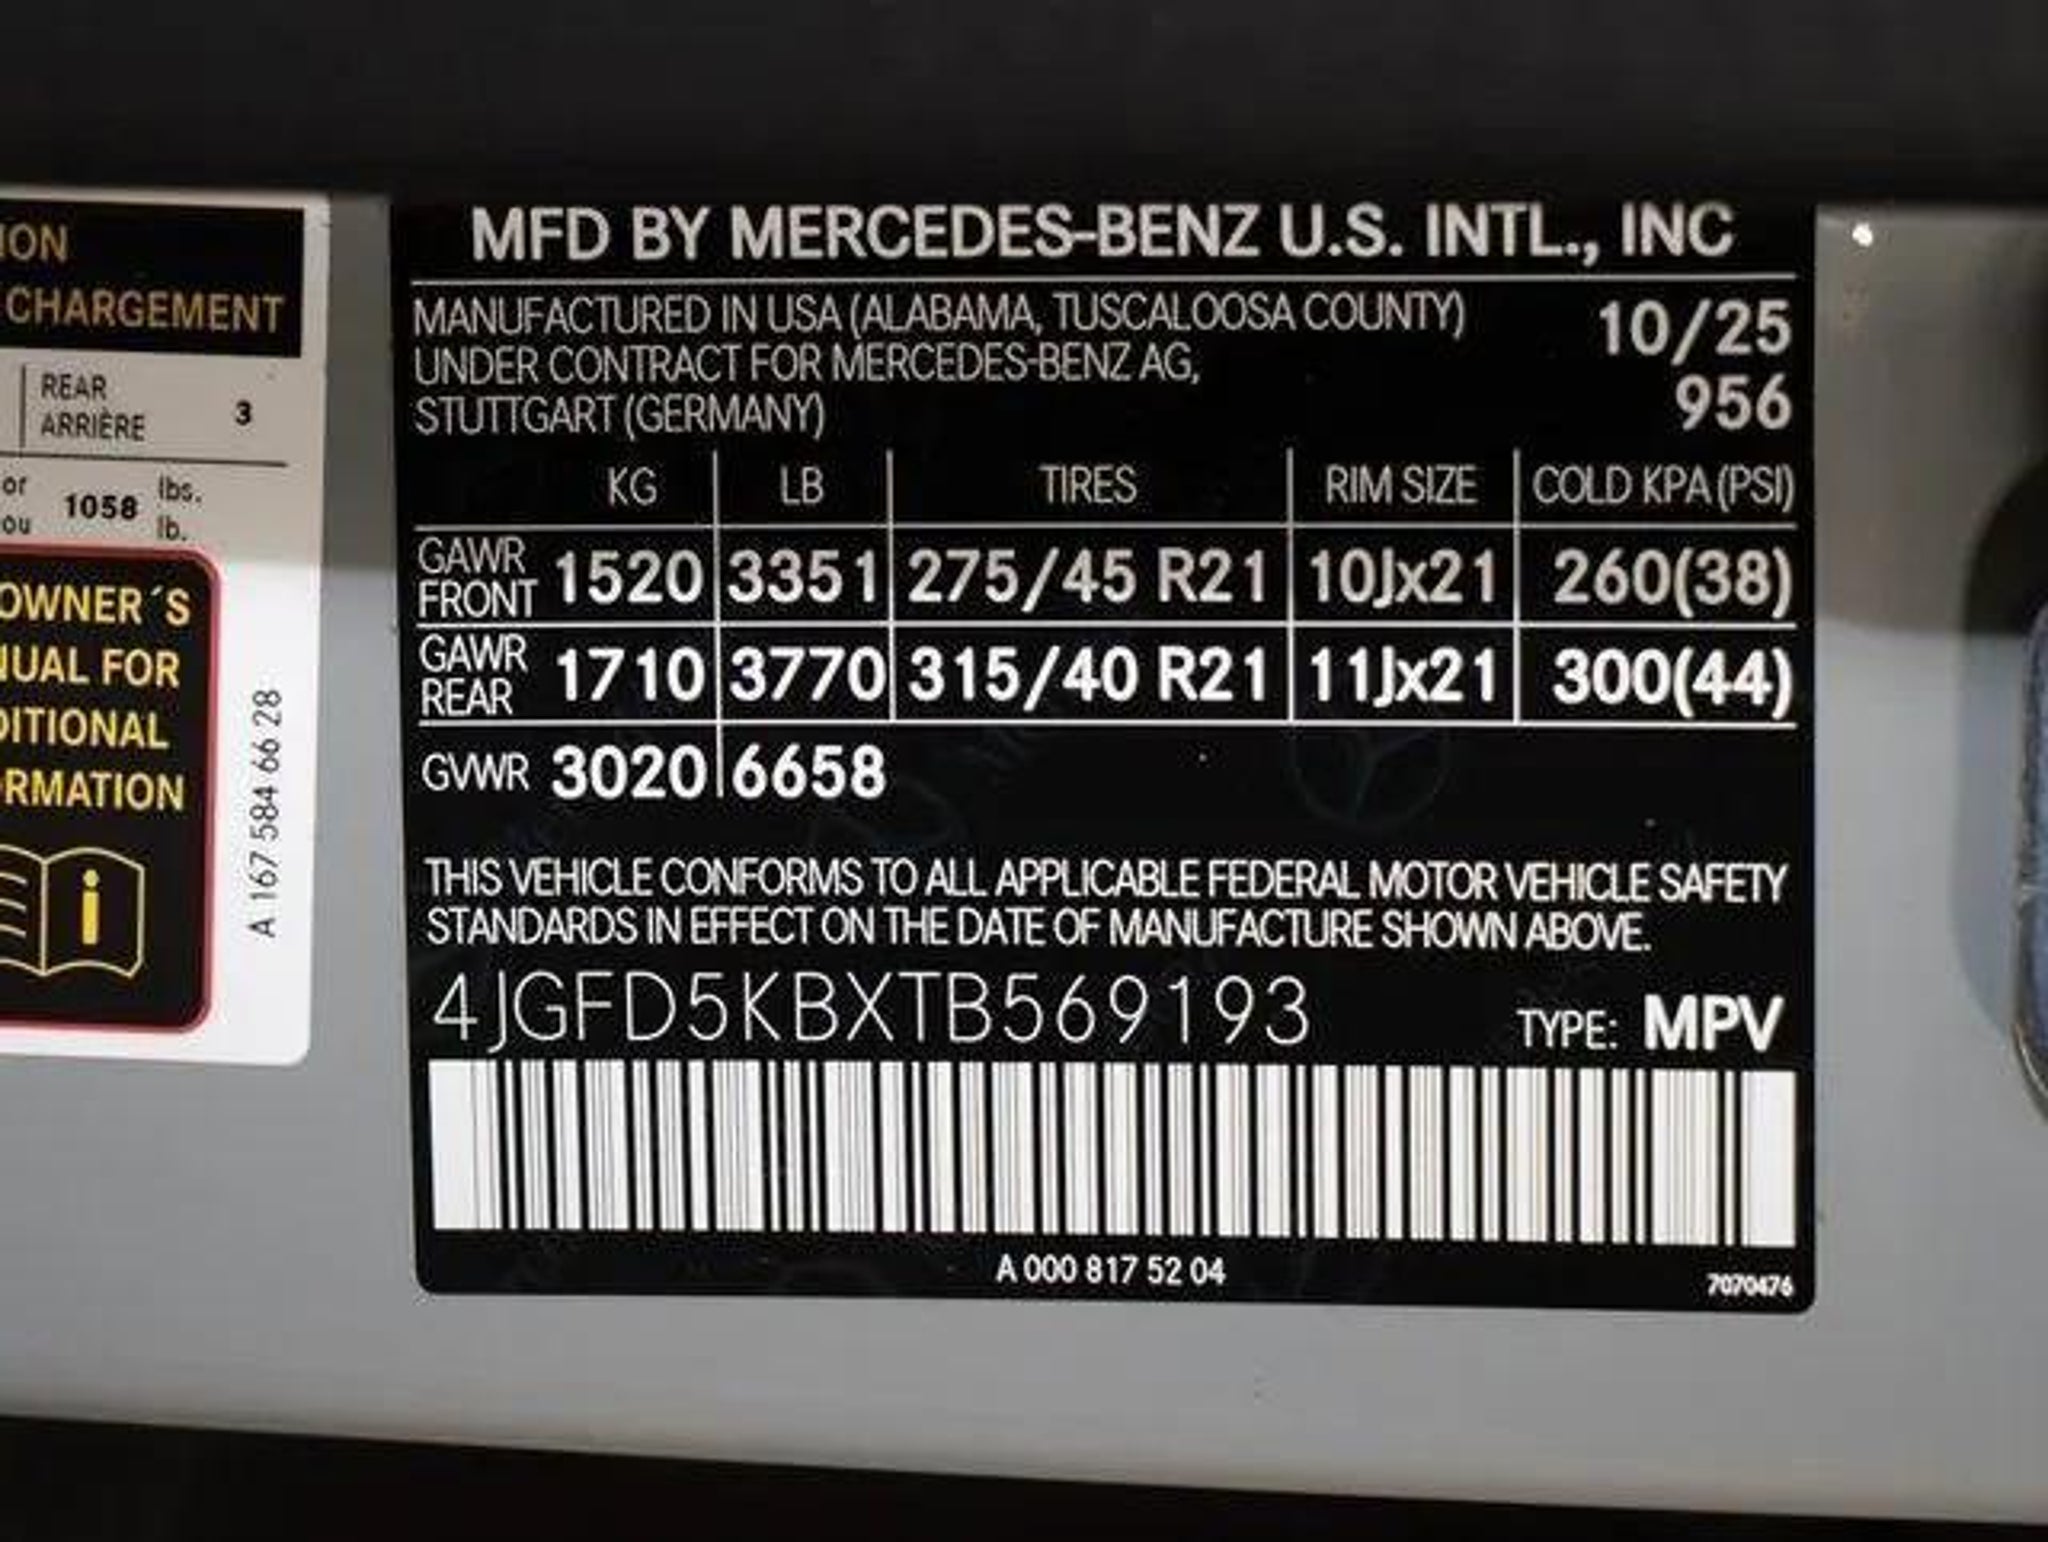 ION
CHARGEMENT
REAR
ARRIÈRE 3
or 1058 lbs.
ou lb.
OWNER´S
NUAL FOR
DITIONAL
RMATION
i
A 167 584 66 28
MFD BY MERCEDES-BENZ U.S. INTL., INC
MANUFACTURED IN USA (ALABAMA, TUSCALOOSA COUNTY) 10/25
UNDER CONTRACT FOR MERCEDES-BENZ AG,
STUTTGART (GERMANY) 956
KG LB TIRES RIM SIZE COLD KPA (PSI)
GAWR FRONT 1520 3351 275/45 R21 10Jx21 260(38)
GAWR REAR 1710 3770 315/40 R21 11Jx21 300(44)
GVWR 3020 6658
THIS VEHICLE CONFORMS TO ALL APPLICABLE FEDERAL MOTOR VEHICLE SAFETY
STANDARDS IN EFFECT ON THE DATE OF MANUFACTURE SHOWN ABOVE.
4JGFD5KBXTB569193 TYPE: MPV
A 000 817 52 04
7070476